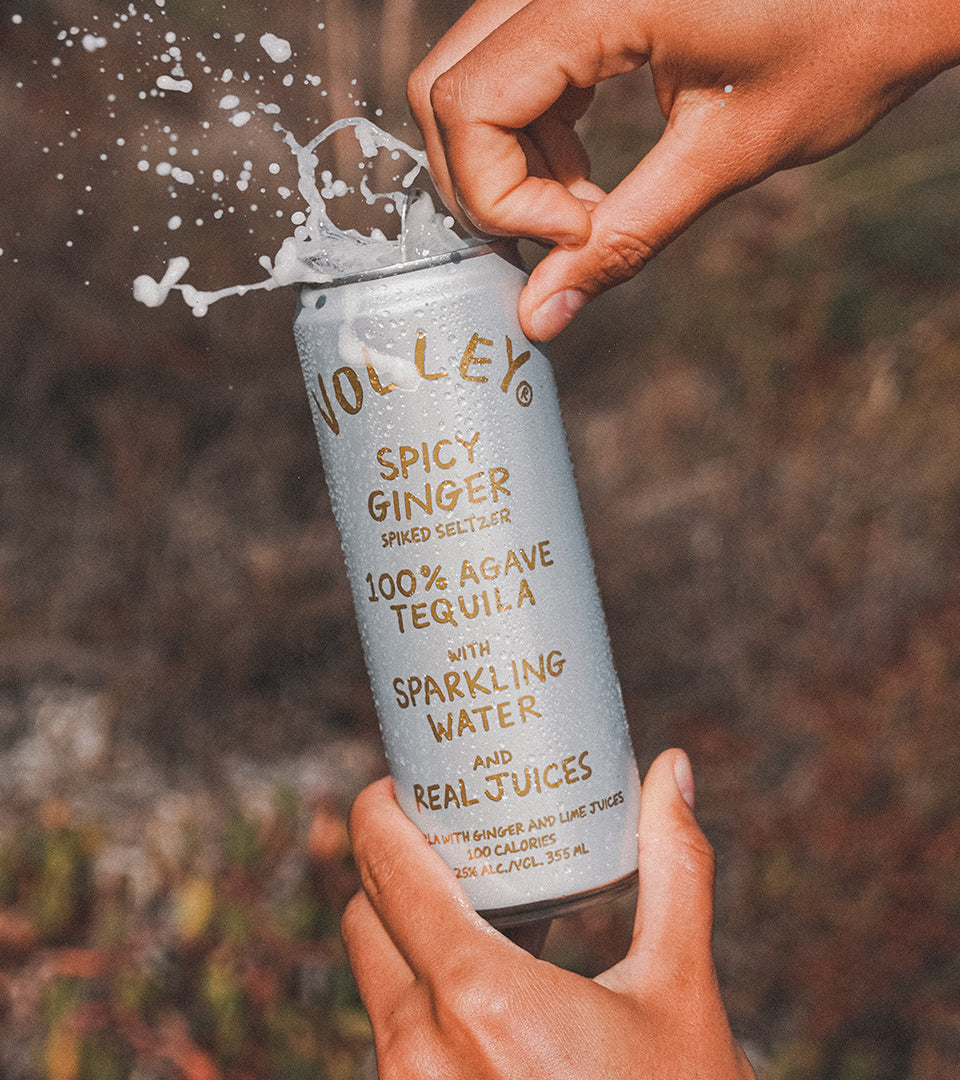 VOLLEY®
SPICY
GINGER
SPIKED SELTZER
100% AGAVE
TEQUILA
WITH
SPARKLING
WATER
AND
REAL JUICES
WITH GINGER AND LIME JUICES
100 CALORIES
25% ALC./VOL. 355 ML